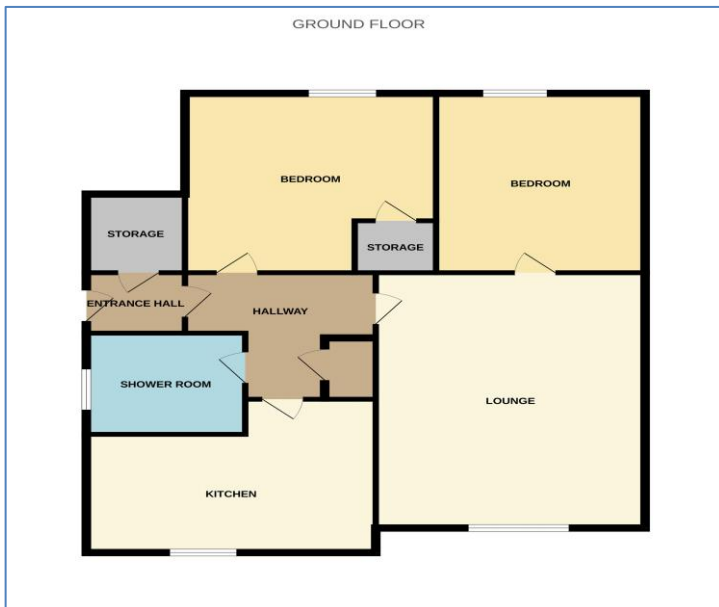 GROUND FLOOR
BEDROOM
BEDROOM
STORAGE
STORAGE
ENTRANCE HALL
HALLWAY
SHOWER ROOM
LOUNGE
KITCHEN